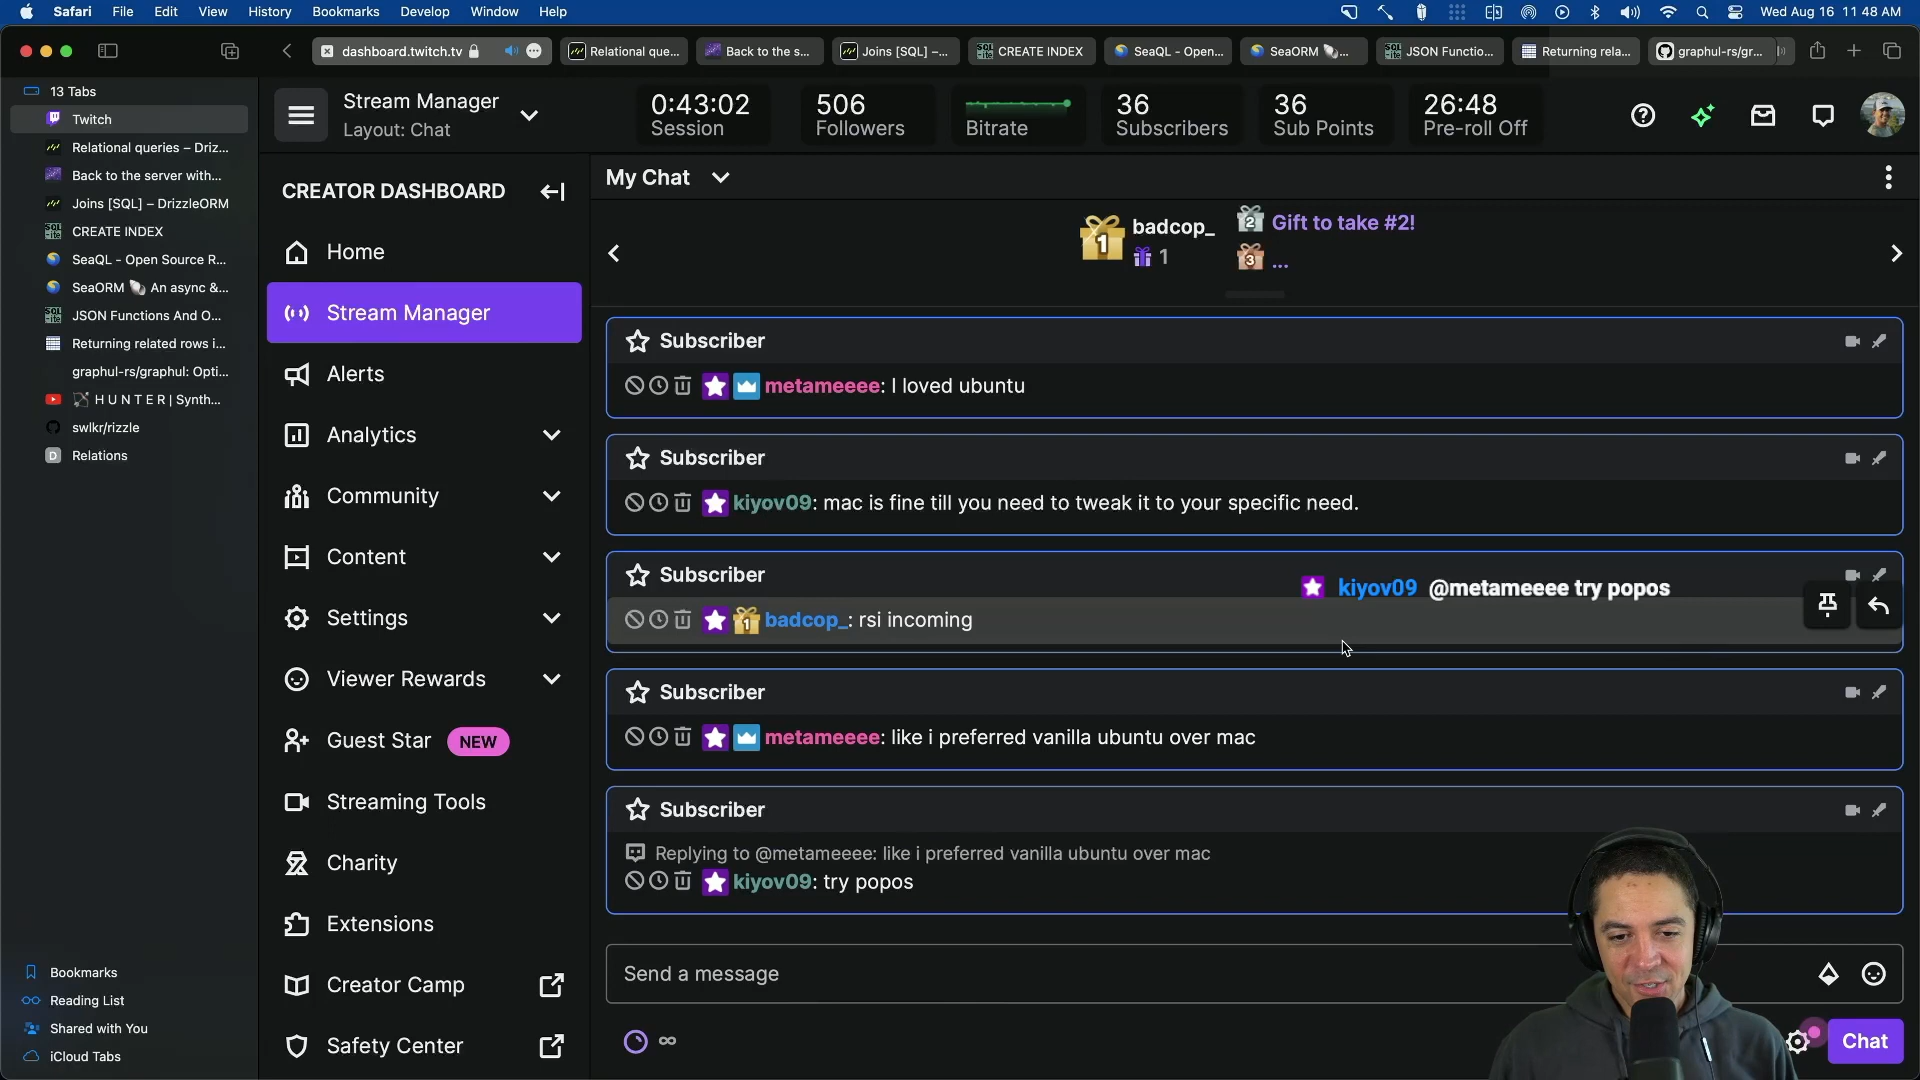 Safari File Edit View History Bookmarks Develop Window Help Wed Aug 16 11 48 AM
dashboard.twitch.tv Relational que... Back to the s... Joins [SQL] –... CREATE INDEX SeaQL - Open... SeaORM ... JSON Functio... Returning rela... graphul-rs/gr...
13 Tabs
Twitch
Relational queries – Driz...
Back to the server with...
Joins [SQL] – DrizzleORM
CREATE INDEX
SeaQL - Open Source R...
SeaORM An async &...
JSON Functions And O...
Returning related rows i...
graphul-rs/graphul: Opti...
H U N T E R | Synth...
swlkr/rizzle
Relations
Bookmarks
Reading List
Shared with You
iCloud Tabs
Stream Manager
Layout: Chat
0:43:02
Session
506
Followers
Bitrate
36
Subscribers
36
Sub Points
26:48
Pre-roll Off
CREATOR DASHBOARD
Home
Stream Manager
Alerts
Analytics
Community
Content
Settings
Viewer Rewards
Guest Star NEW
Streaming Tools
Charity
Extensions
Creator Camp
Safety Center
My Chat
1 badcop_
1
2 Gift to take #2!
3 ...
Subscriber
metameeee: I loved ubuntu
Subscriber
kiyov09: mac is fine till you need to tweak it to your specific need.
Subscriber
kiyov09 @metameeee try popos
1 badcop_: rsi incoming
Subscriber
metameeee: like i preferred vanilla ubuntu over mac
Subscriber
Replying to @metameeee: like i preferred vanilla ubuntu over mac
kiyov09: try popos
Send a message
∞
Chat